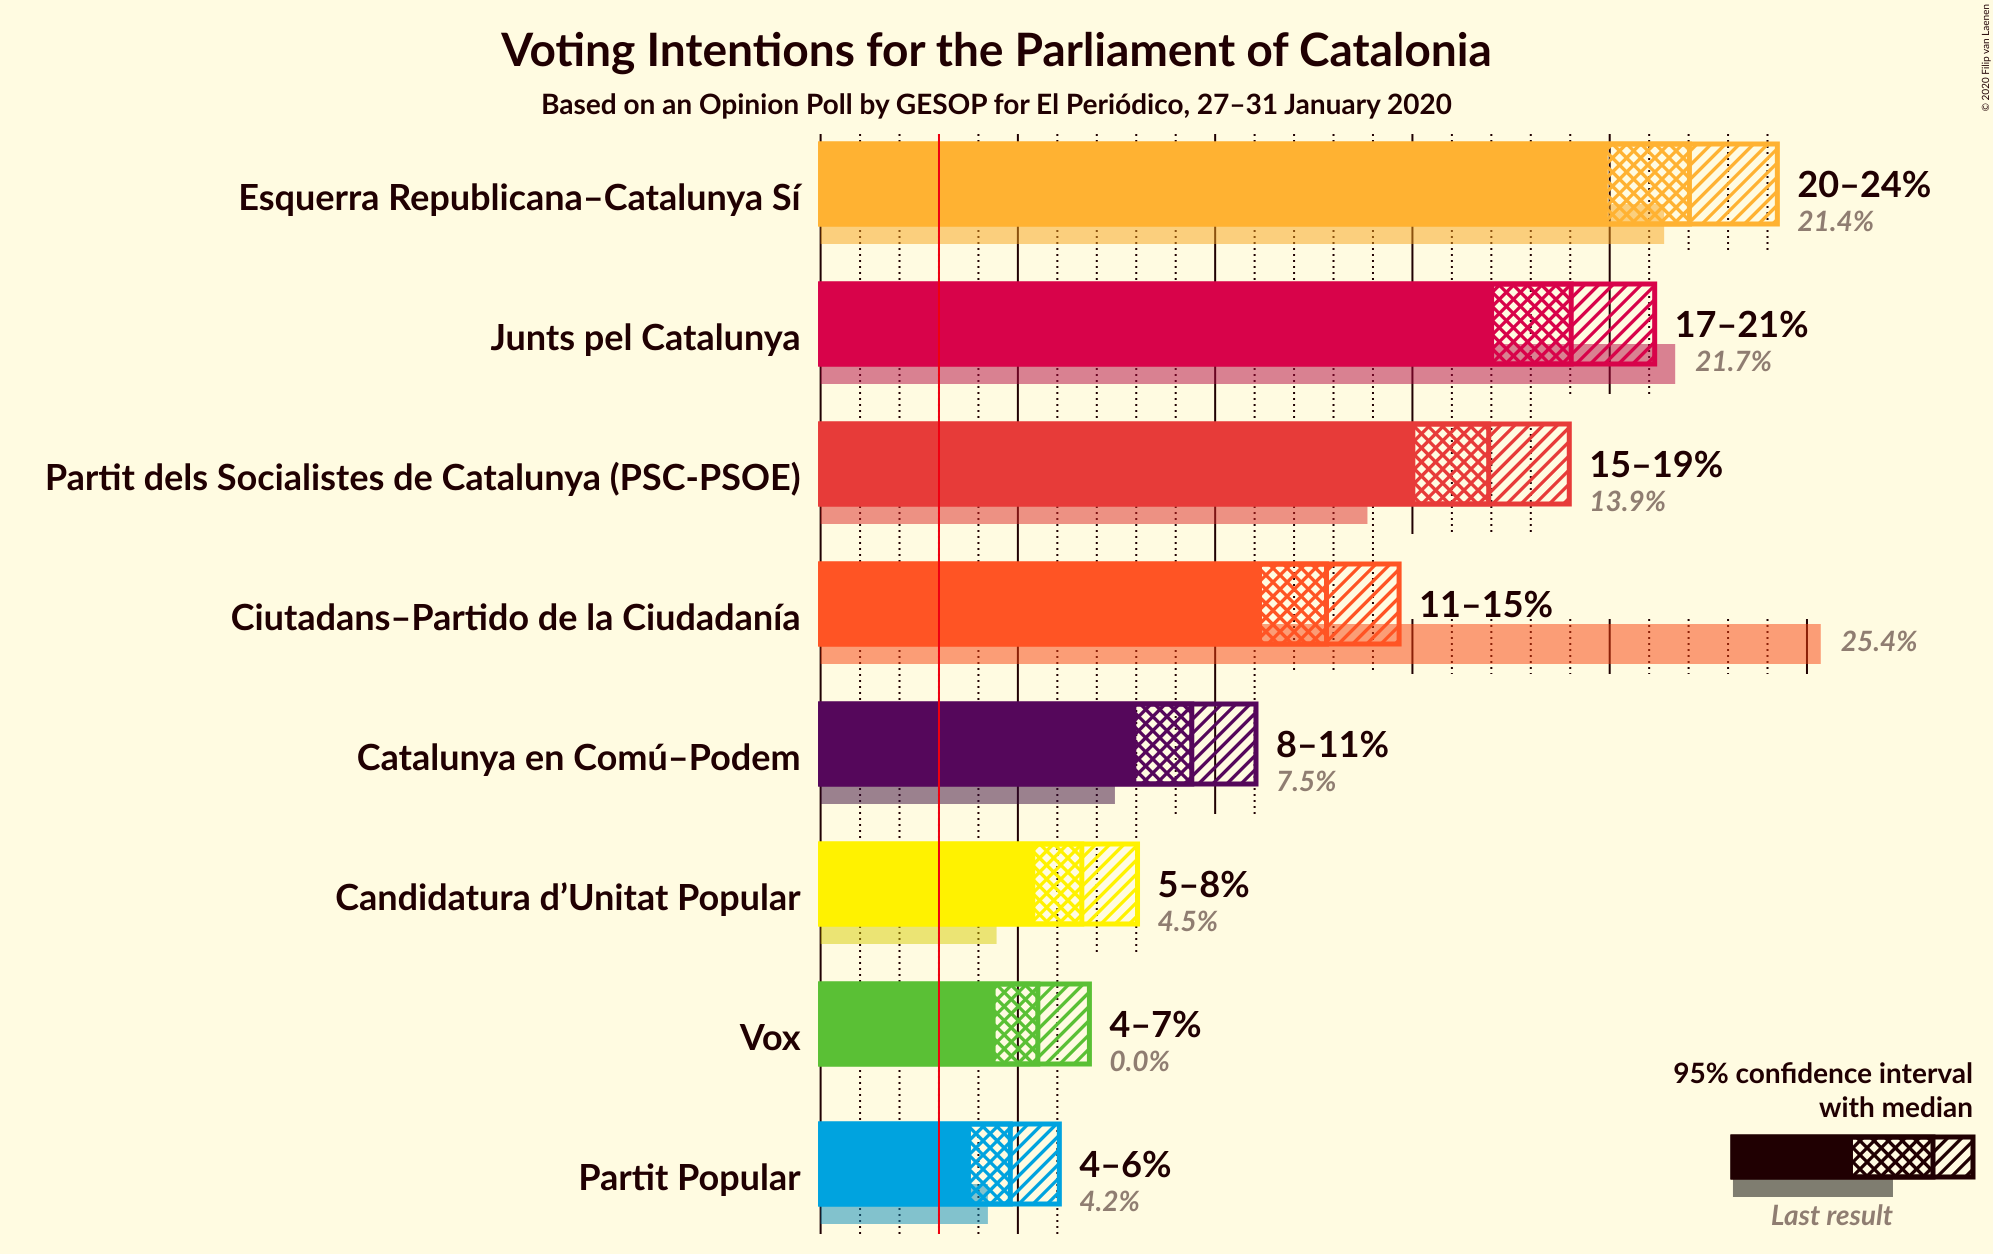 Voting Intentions for the Parliament of Catalonia
Based on an Opinion Poll by GESOP for El Periódico, 27–31 January 2020
© 2020 Filip van Laenen
Esquerra Republicana–Catalunya Sí
20–24%
21.4%
Junts pel Catalunya
17–21%
21.7%
Partit dels Socialistes de Catalunya (PSC-PSOE)
15–19%
13.9%
Ciutadans–Partido de la Ciudadanía
11–15%
25.4%
Catalunya en Comú–Podem
8–11%
7.5%
Candidatura d’Unitat Popular
5–8%
4.5%
Vox
4–7%
0.0%
Partit Popular
4–6%
4.2%
95% confidence interval
with median
Last result